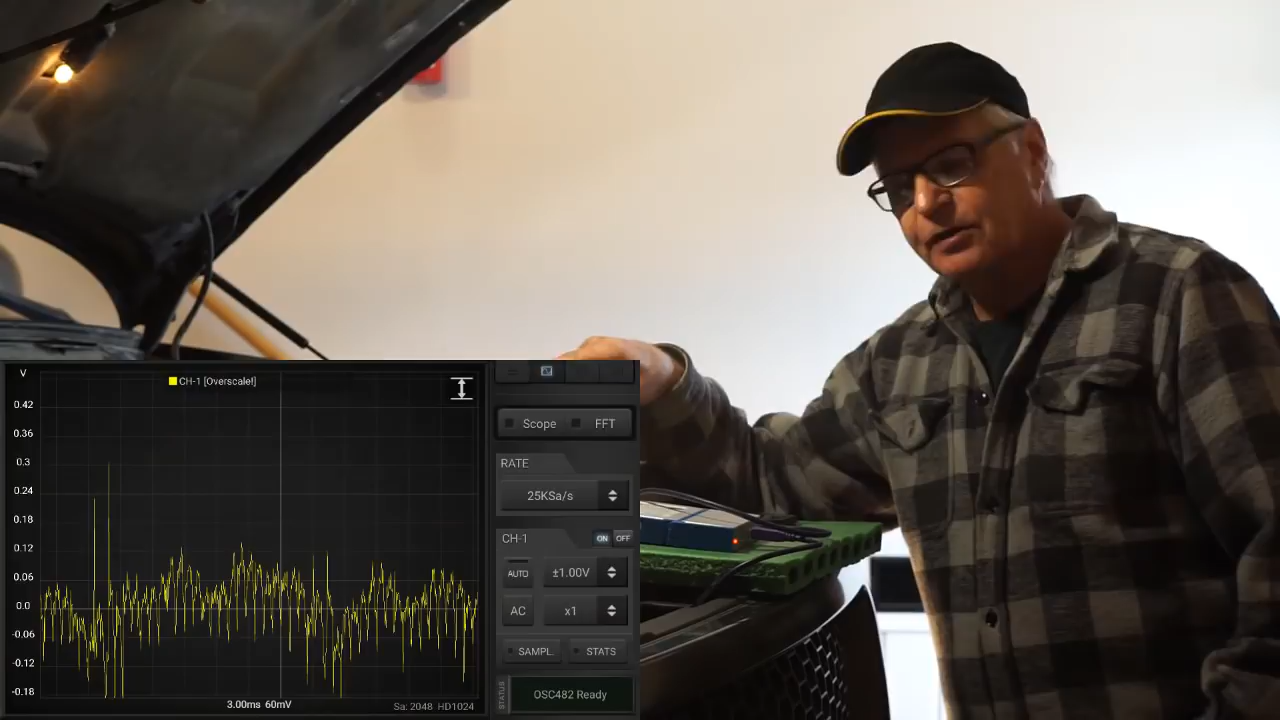 V
CH-1 [Overscale!]
0.42
0.36
0.3
0.24
0.18
0.12
0.06
0.0
-0.06
-0.12
-0.18
3.00ms 60mV
Sa: 2048 HD1024
Scope
FFT
RATE
25KSa/s
CH-1
ON
OFF
AUTO
±1.00V
AC
x1
SAMPL.
STATS
STATUS
OSC482 Ready